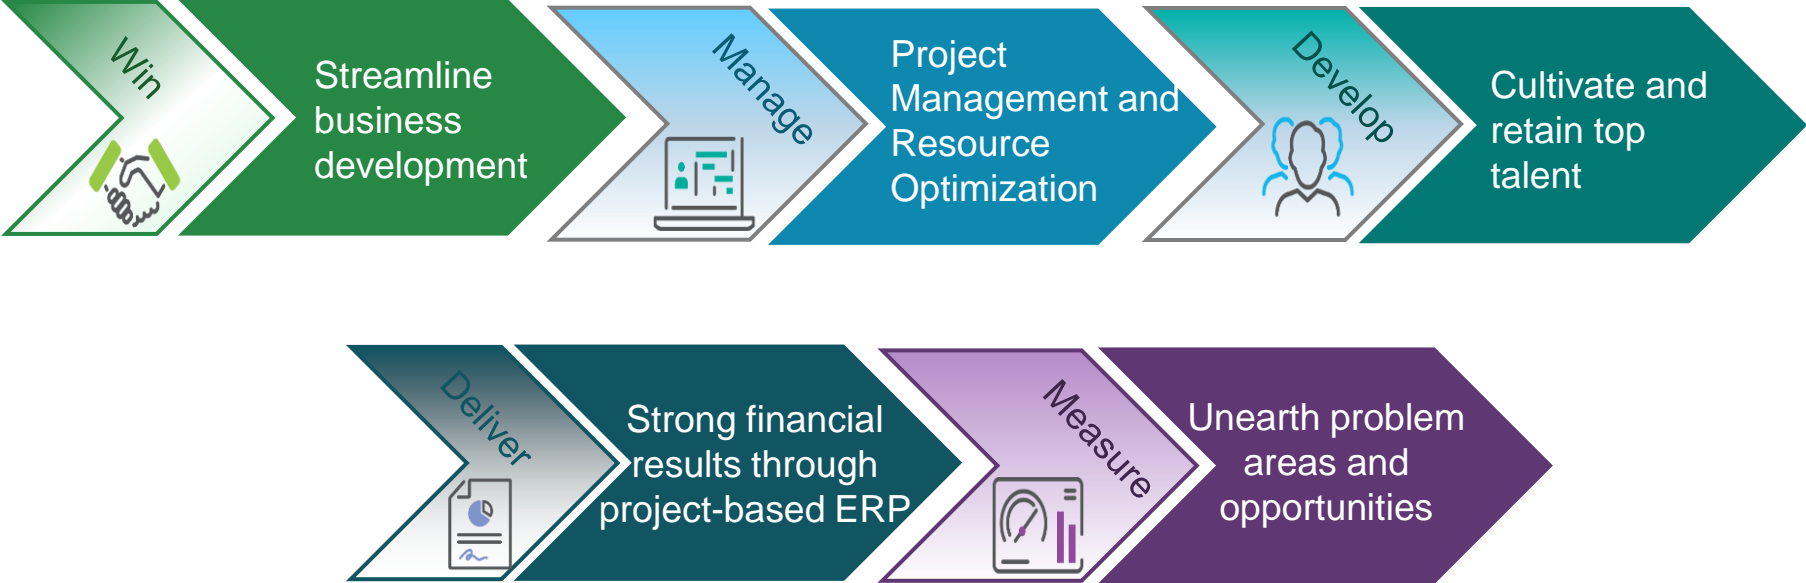 Win
Streamline
business
development
Manage
Project
Management and
Resource
Optimization
Develop
Cultivate and
retain top
talent
Deliver
Strong financial
results through
project-based ERP
Measure
Unearth problem
areas and
opportunities